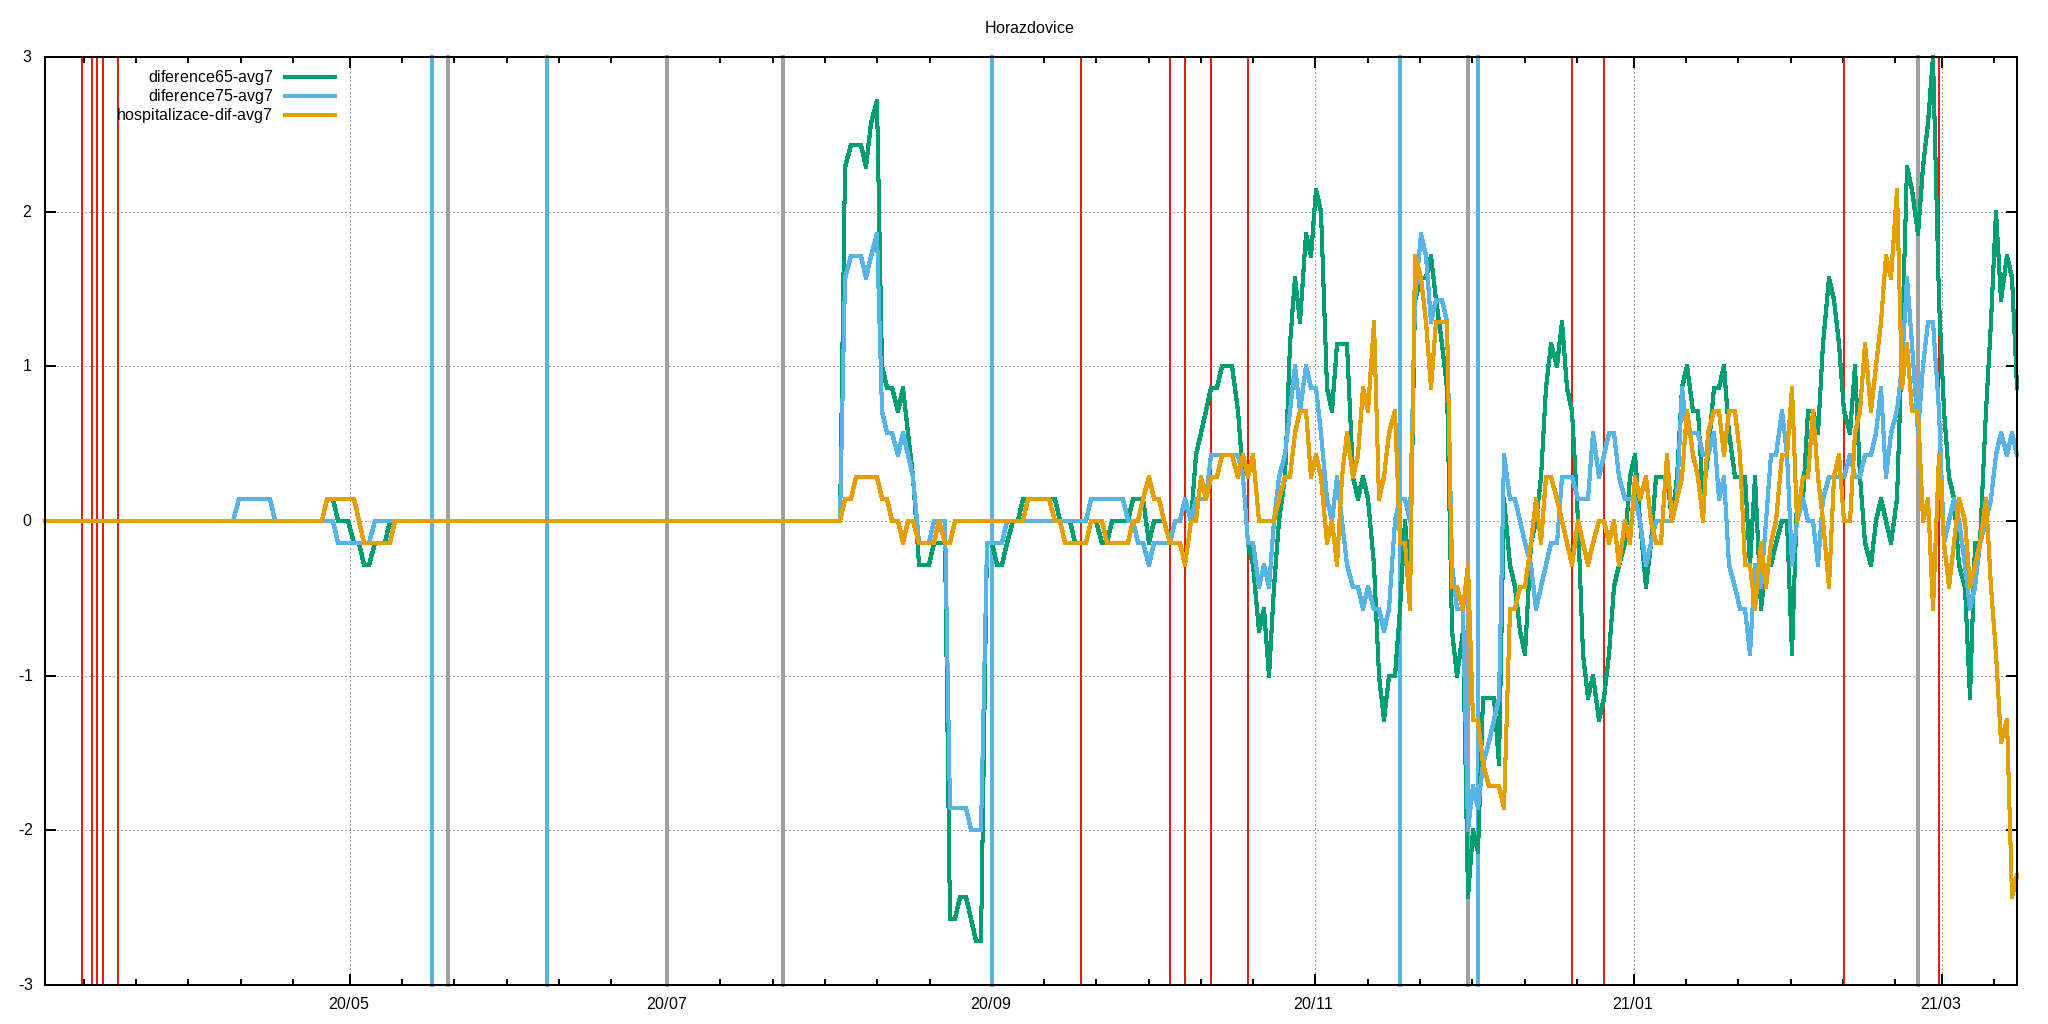 Horazdovice
diference65-avg7
diference75-avg7
hospitalizace-dif-avg7
3
2
1
0
-1
-2
-3
20/05 20/07 20/09 20/11 21/01 21/03